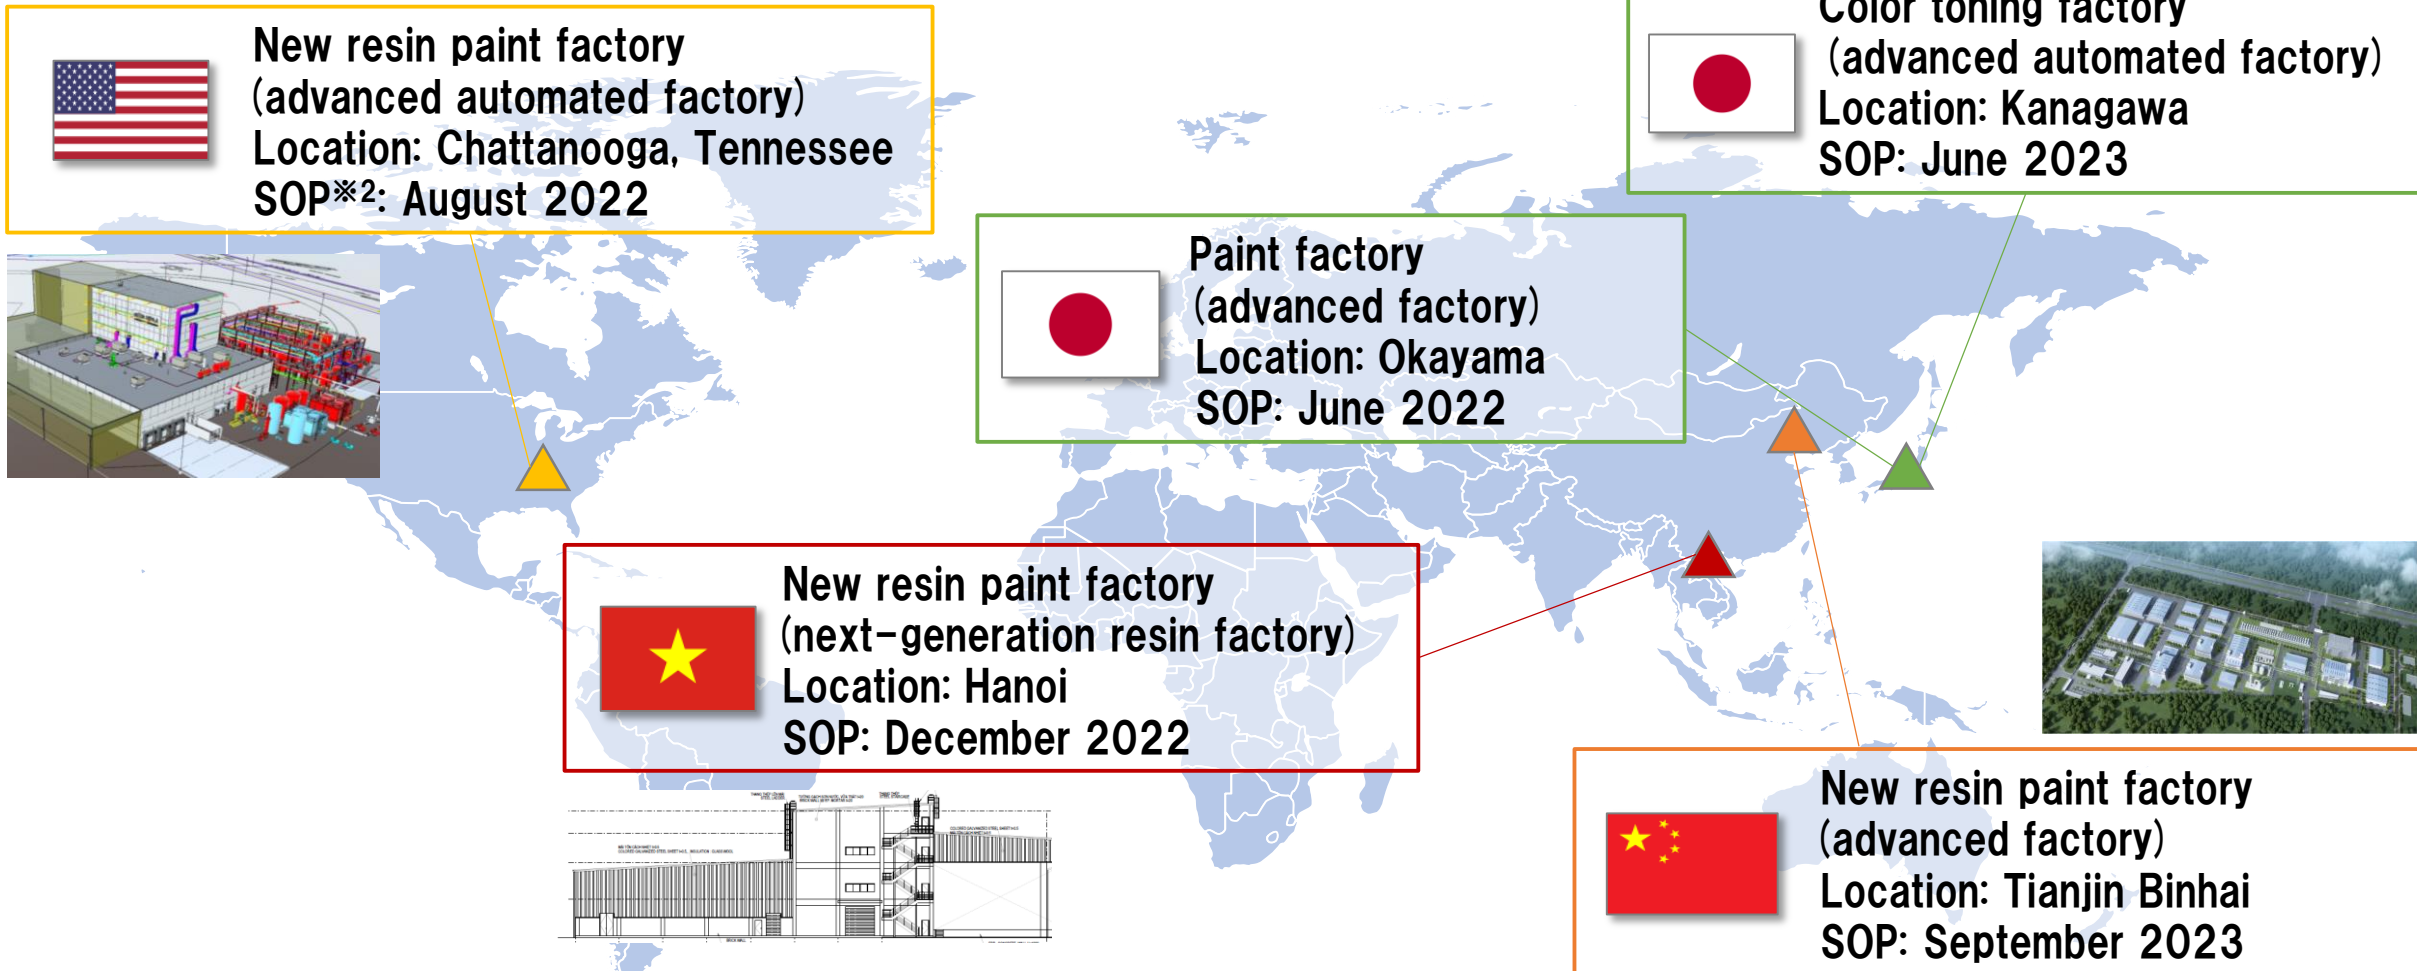 New resin paint factory
(advanced automated factory)
Location: Chattanooga, Tennessee
SOP※2: August 2022
Color toning factory
(advanced automated factory)
Location: Kanagawa
SOP: June 2023
Paint factory
(advanced factory)
Location: Okayama
SOP: June 2022
New resin paint factory
(next-generation resin factory)
Location: Hanoi
SOP: December 2022
New resin paint factory
(advanced factory)
Location: Tianjin Binhai
SOP: September 2023
BRICK WALL